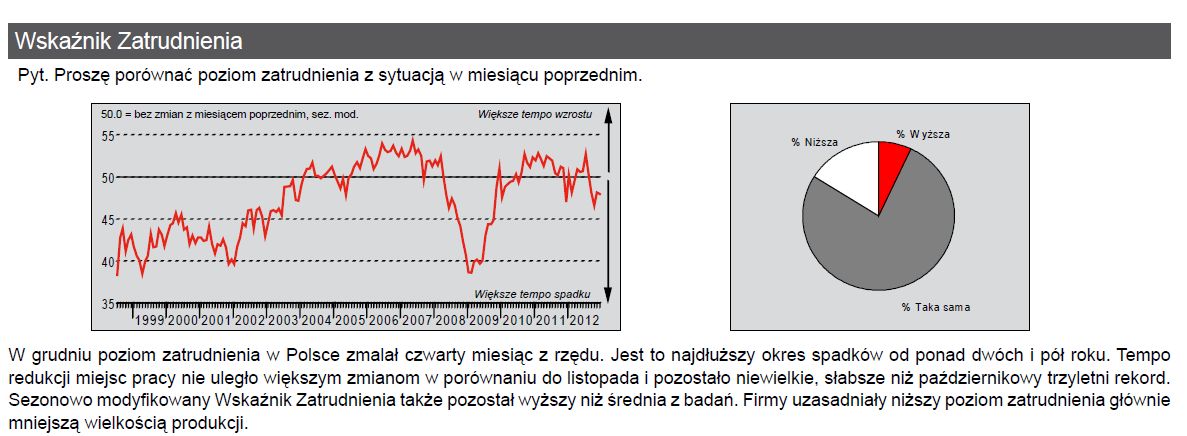 Wskaźnik Zatrudnienia
Pyt. Proszę porównać poziom zatrudnienia z sytuacją w miesiącu poprzednim.
50.0 = bez zmian z miesiącem poprzednim, sez. mod.
Większe tempo wzrostu
55
50
45
40
35
Większe tempo spadku
1999 2000 2001 2002 2003 2004 2005 2006 2007 2008 2009 2010 2011 2012
% Niższa
% Wyższa
% Taka sama
W grudniu poziom zatrudnienia w Polsce zmalał czwarty miesiąc z rzędu. Jest to najdłuższy okres spadków od ponad dwóch i pół roku. Tempo
redukcji miejsc pracy nie uległo większym zmianom w porównaniu do listopada i pozostało niewielkie, słabsze niż październikowy trzyletni rekord.
Sezonowo modyfikowany Wskaźnik Zatrudnienia także pozostał wyższy niż średnia z badań. Firmy uzasadniały niższy poziom zatrudnienia głównie
mniejszą wielkością produkcji.